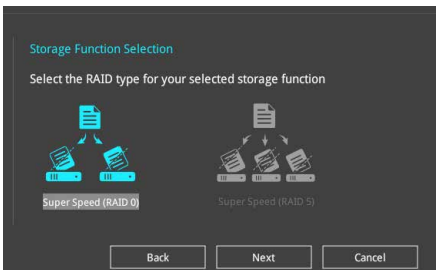 Storage Function Selection
Select the RAID type for your selected storage function
Super Speed (RAID 0)
Super Speed (RAID 5)
Back
Next
Cancel